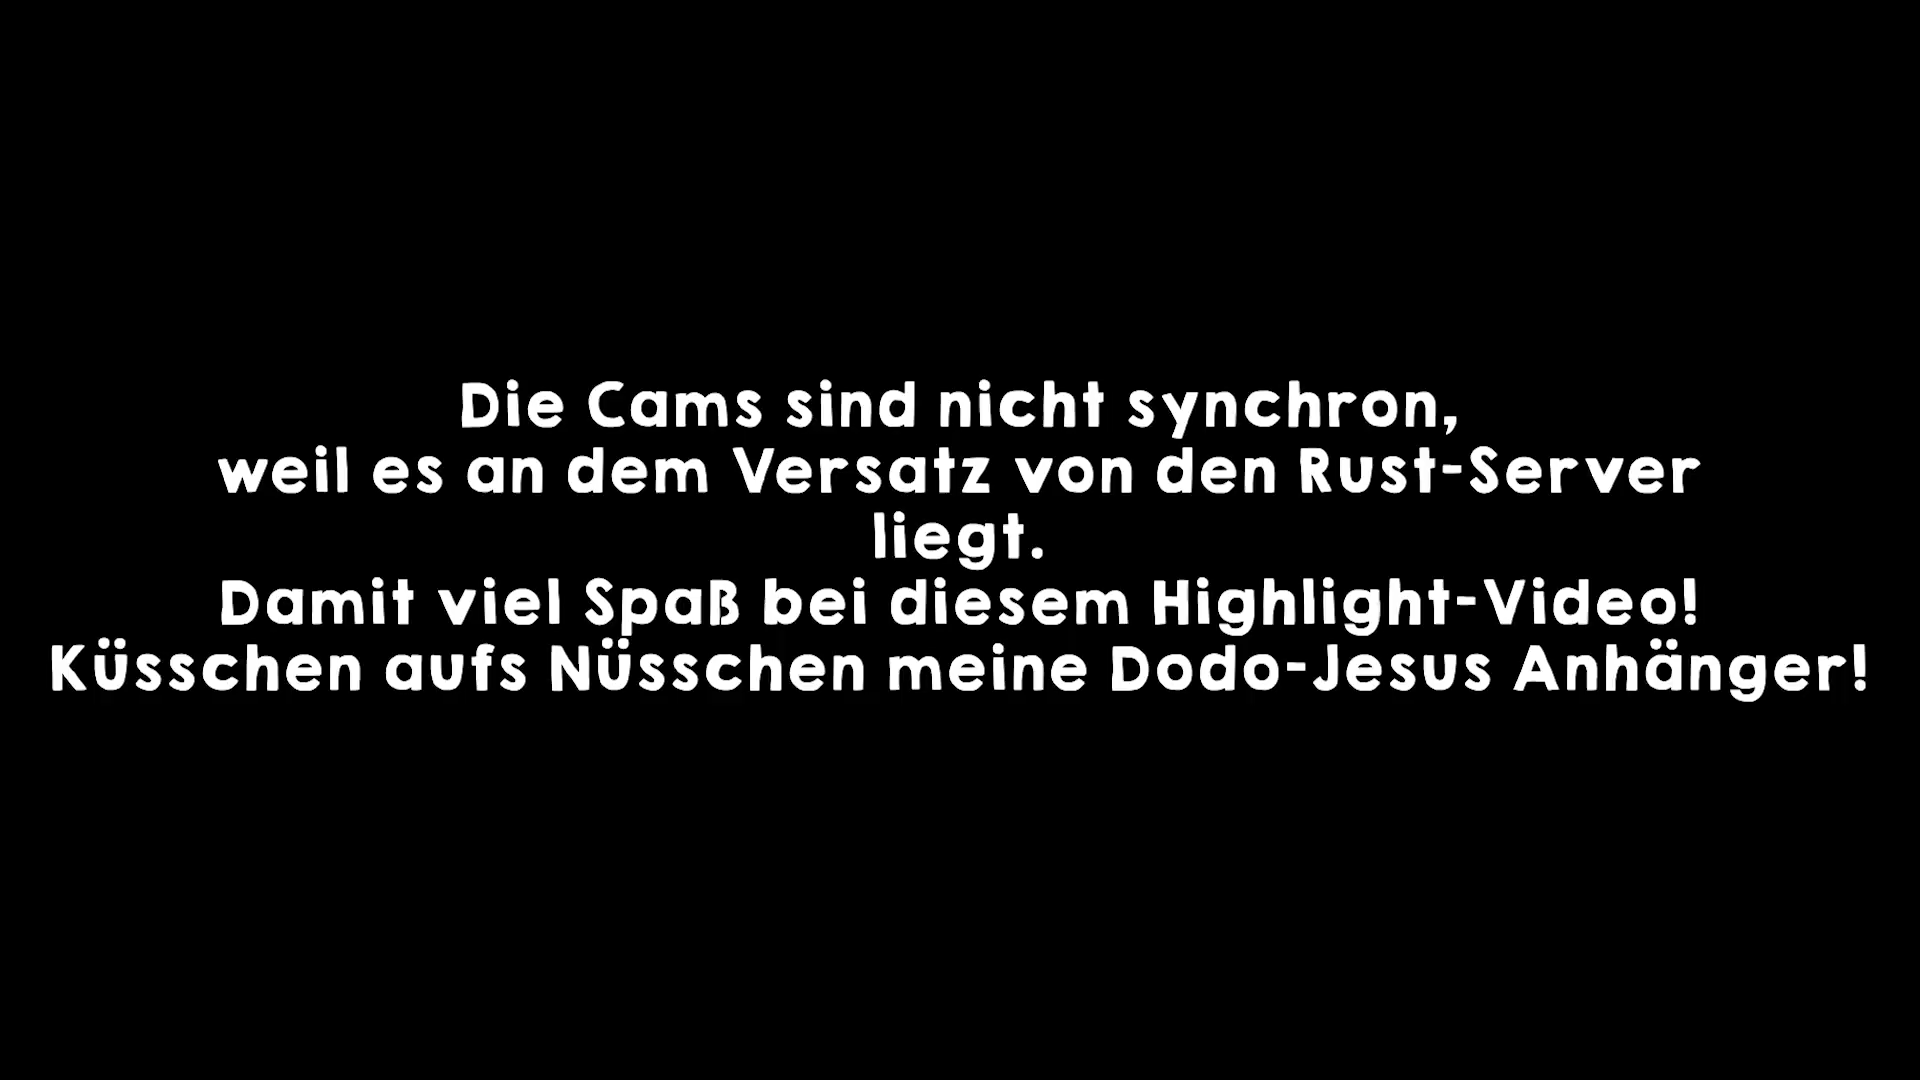 Die Cams sind nicht synchron,
weil es an dem Versatz von den Rust-Server
liegt.
Damit viel Spaß bei diesem Highlight-Video!
Küsschen aufs Nüsschen meine Dodo-Jesus Anhänger!